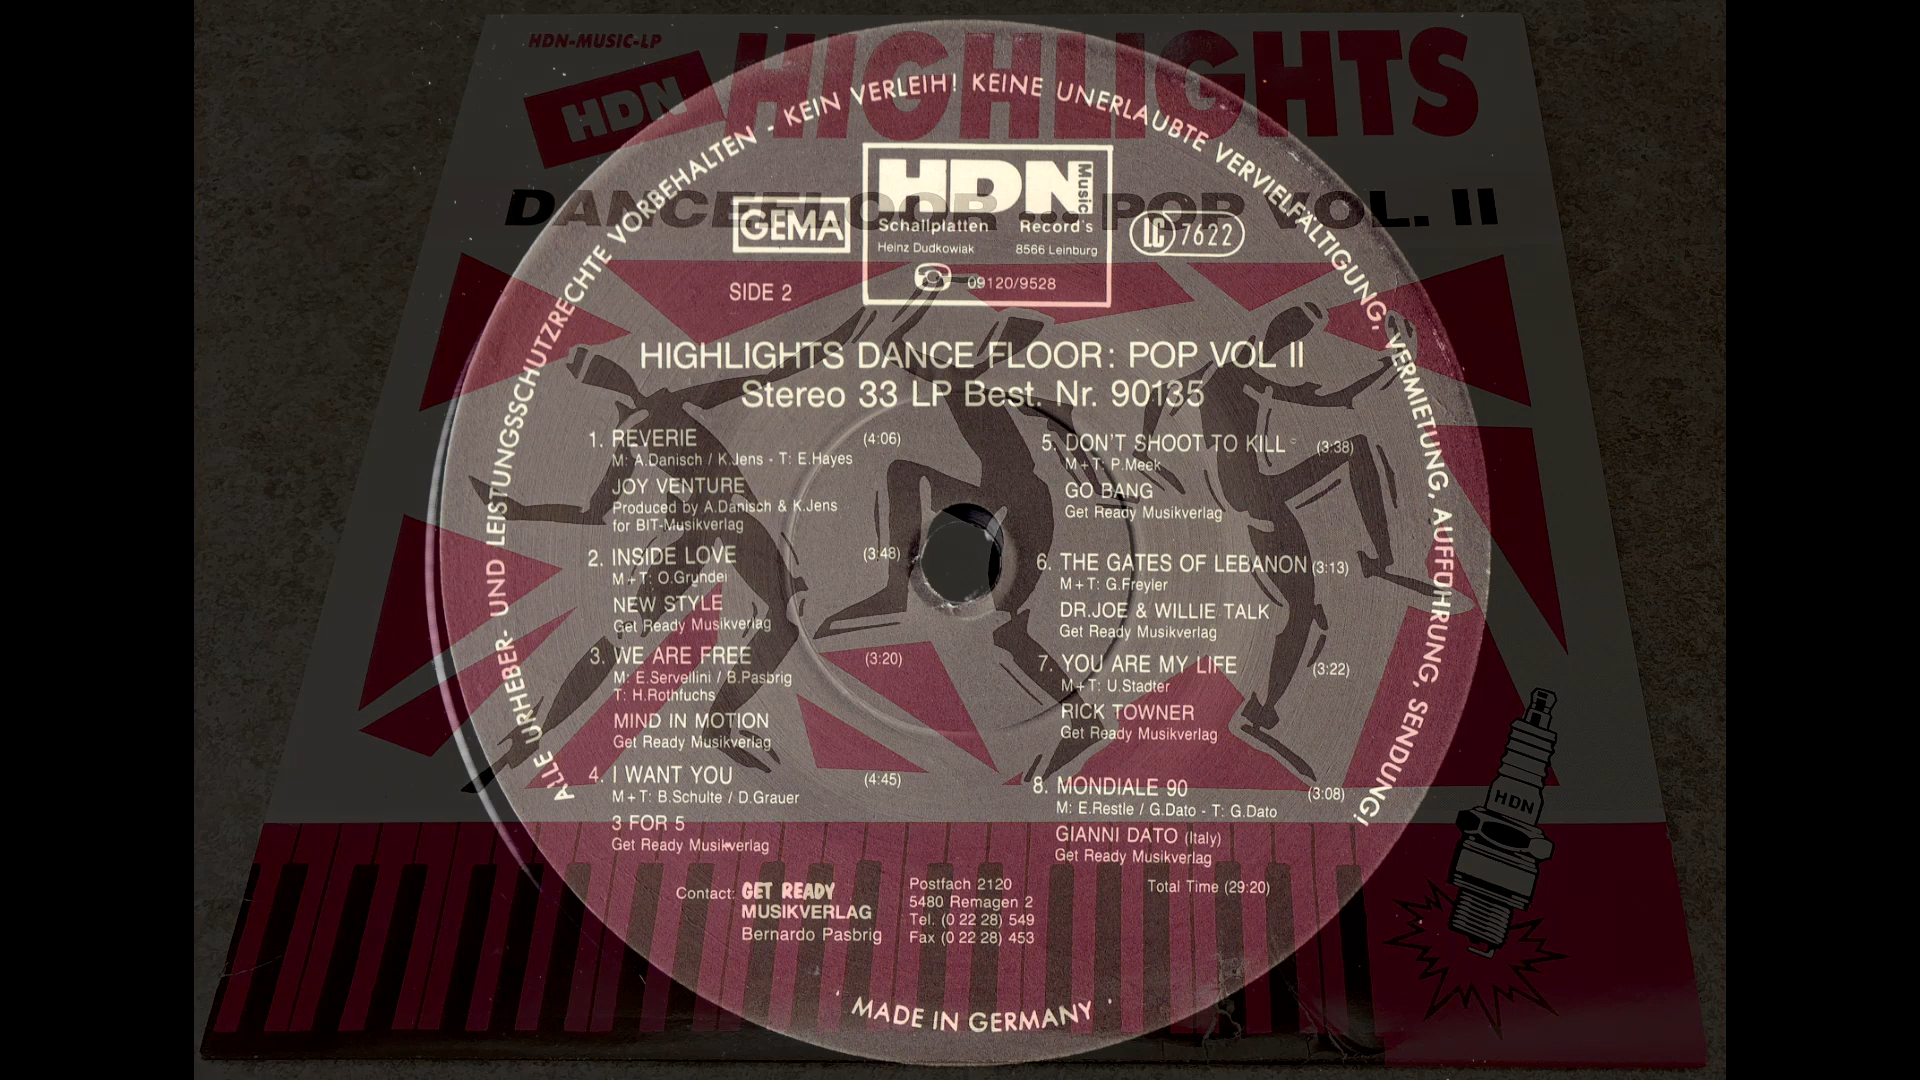 HDN-MUSIC-LP
HDN HIGHLIGHTS
DANCEFLOOR ... POP VOL. II
ALLE URHEBER- UND LEISTUNGSSCHUTZRECHTE VORBEHALTEN - KEIN VERLEIH! KEINE UNERLAUBTE VERVIELFÄLTIGUNG, VERMIETUNG, AUFFÜHRUNG, SENDUNG!
GEMA
HDN Music
Schallplatten Record's
Heinz Dudkowiak 8566 Leinburg
09120/9528
LC 7622
SIDE 2
HIGHLIGHTS DANCE FLOOR: POP VOL II
Stereo 33 LP Best. Nr. 90135
1. REVERIE (4:06)
M: A.Danisch / K.Jens - T: E.Hayes
JOY VENTURE
Produced by A.Danisch & K.Jens
for BIT-Musikverlag
2. INSIDE LOVE (3:48)
M+T: O.Grundei
NEW STYLE
Get Ready Musikverlag
3. WE ARE FREE (3:20)
M: E.Servellini / B.Pasbrig
T: H.Rothfuchs
MIND IN MOTION
Get Ready Musikverlag
4. I WANT YOU (4:45)
M+T: B.Schulte / D.Grauer
3 FOR 5
Get Ready Musikverlag
5. DON'T SHOOT TO KILL (3:38)
M+T: P.Meek
GO BANG
Get Ready Musikverlag
6. THE GATES OF LEBANON (3:13)
M+T: G.Freyler
DR.JOE & WILLIE TALK
Get Ready Musikverlag
7. YOU ARE MY LIFE (3:22)
M+T: U.Stadter
RICK TOWNER
Get Ready Musikverlag
8. MONDIALE 90 (3:08)
M: E.Restle / G.Dato - T: G.Dato
GIANNI DATO (Italy)
Get Ready Musikverlag
Contact: GET READY
MUSIKVERLAG
Bernardo Pasbrig
Postfach 2120
5480 Remagen 2
Tel. (0 22 28) 549
Fax (0 22 28) 453
Total Time (29:20)
MADE IN GERMANY
HDN